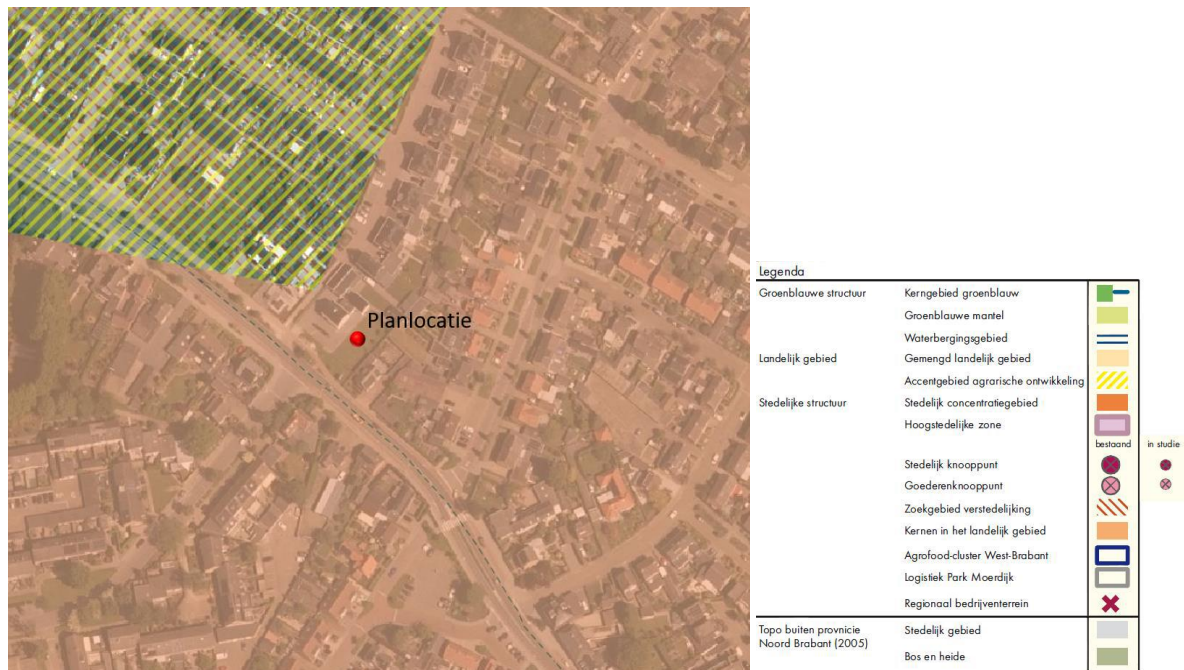 Planlocatie
Legenda
Groenblauwe structuur Kerngebied groenblauw
Groenblauwe mantel
Waterbergingsgebied
Landelijk gebied Gemengd landelijk gebied
Accentgebied agrarische ontwikkeling
Stedelijke structuur Stedelijk concentratiegebied
Hoogstedelijke zone
bestaand in studie
Stedelijk knooppunt
Goederenknooppunt
Zoekgebied verstedelijking
Kernen in het landelijk gebied
Agrofood-cluster West-Brabant
Logistiek Park Moerdijk
Regionaal bedrijventerrein
Topo buiten provnicie Stedelijk gebied
Noord Brabant (2005)
Bos en heide